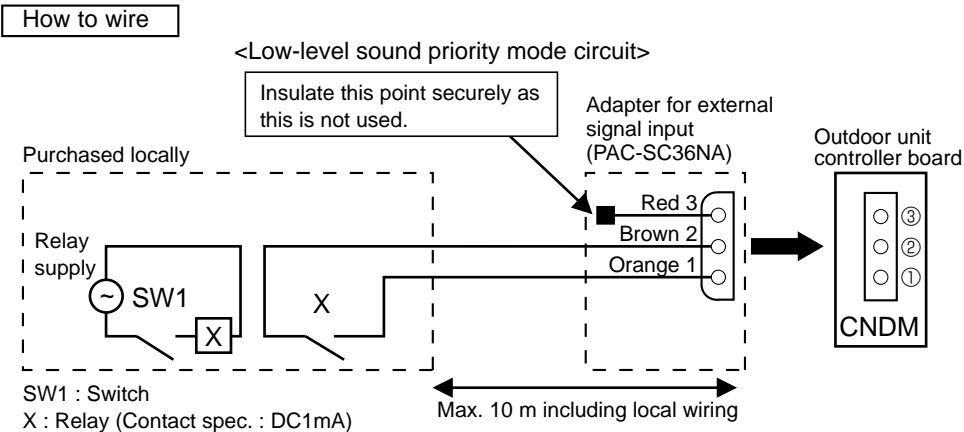 How to wire
<Low-level sound priority mode circuit>
Insulate this point securely as
this is not used.
Adapter for external
signal input
(PAC-SC36NA)
Outdoor unit
controller board
Purchased locally
Red 3
Brown 2
Orange 1
③
②
①
CNDM
Relay
supply
~
SW1
X
X
Max. 10 m including local wiring
SW1 : Switch
X : Relay (Contact spec. : DC1mA)